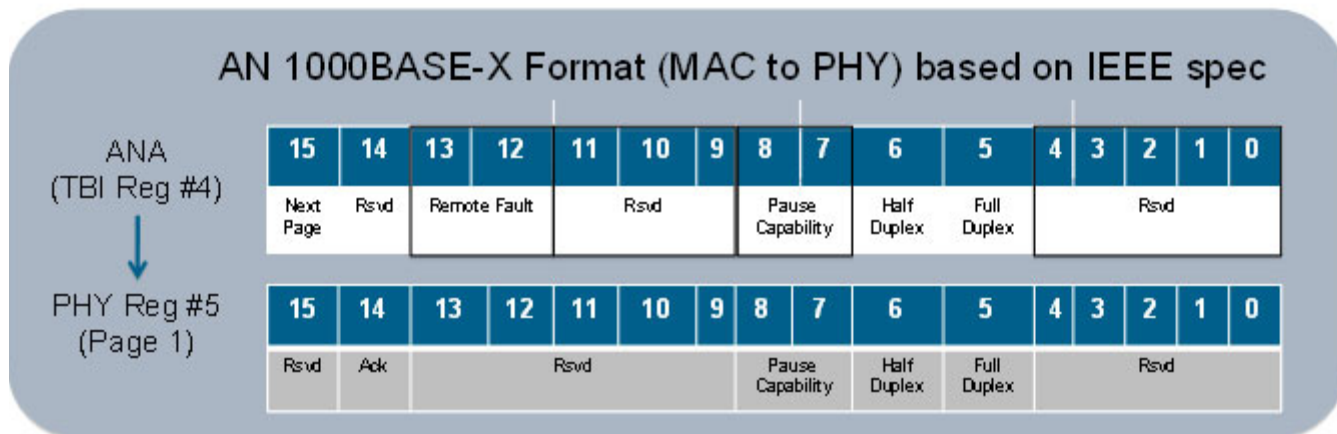 AN 1000BASE-X Format (MAC to PHY) based on IEEE spec
ANA
(TBI Reg #4)
15 14 13 12 11 10 9 8 7 6 5 4 3 2 1 0
Next Page Rsvd Remote Fault Rsvd Pause Capability Half Duplex Full Duplex Rsvd
PHY Reg #5
(Page 1)
15 14 13 12 11 10 9 8 7 6 5 4 3 2 1 0
Rsvd Ack Rsvd Pause Capability Half Duplex Full Duplex Rsvd